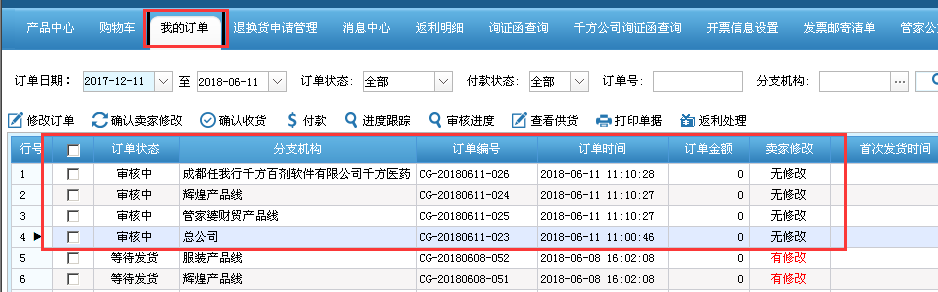 产品中心 购物车 我的订单 退换货申请管理 消息中心 返利明细 询证函查询 千方公司询证函查询 开票信息设置 发票邮寄清单 管家公
订单日期: 2017-12-11 至 2018-06-11 订单状态: 全部 付款状态: 全部 订单号: 分支机构: ...
修改订单 确认卖家修改 确认收货 付款 进度跟踪 审核进度 查看供货 打印单据 返利处理
行号 订单状态 分支机构 订单编号 订单时间 订单金额 卖家修改 首次发货时间
1 审核中 成都任我行千方百剂软件有限公司千方医药 CG-20180611-026 2018-06-11 11:10:28 0 无修改
2 审核中 辉煌产品线 CG-20180611-024 2018-06-11 11:10:27 0 无修改
3 审核中 管家婆财贸产品线 CG-20180611-025 2018-06-11 11:10:27 0 无修改
4 审核中 总公司 CG-20180611-023 2018-06-11 11:00:46 0 无修改
5 等待发货 服装产品线 CG-20180608-052 2018-06-08 16:02:08 0 有修改
6 等待发货 辉煌产品线 CG-20180608-051 2018-06-08 16:02:08 0 有修改